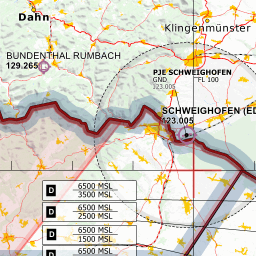 Dahn
Klingenmünster
BUNDENTHAL RUMBACH
129.265
PJE SCHWEIGHOFEN
GND FL 100
123.005
SCHWEIGHOFEN (ED
123.005
D 6500 MSL
3500 MSL
D 6500 MSL
2500 MSL
D 6500 MSL
1500 MSL
D 6500 MSL